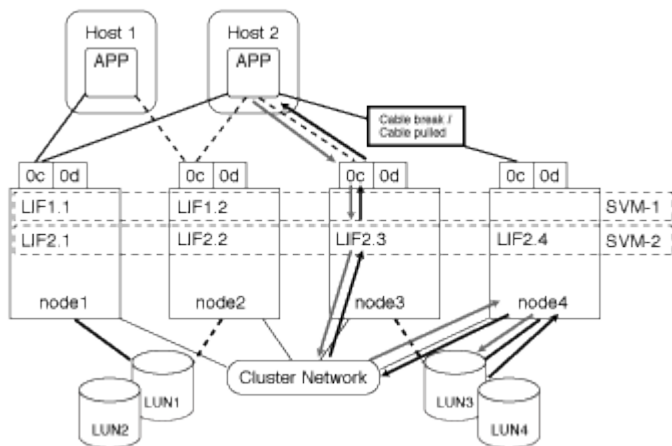 Host 1
Host 2
APP
APP
Cable break /
Cable pulled
0c 0d
0c 0d
0c 0d
0c 0d
LIF1.1
LIF1.2
SVM-1
LIF2.1
LIF2.2
LIF2.3
LIF2.4
SVM-2
node1
node2
node3
node4
Cluster Network
LUN1
LUN2
LUN3
LUN4